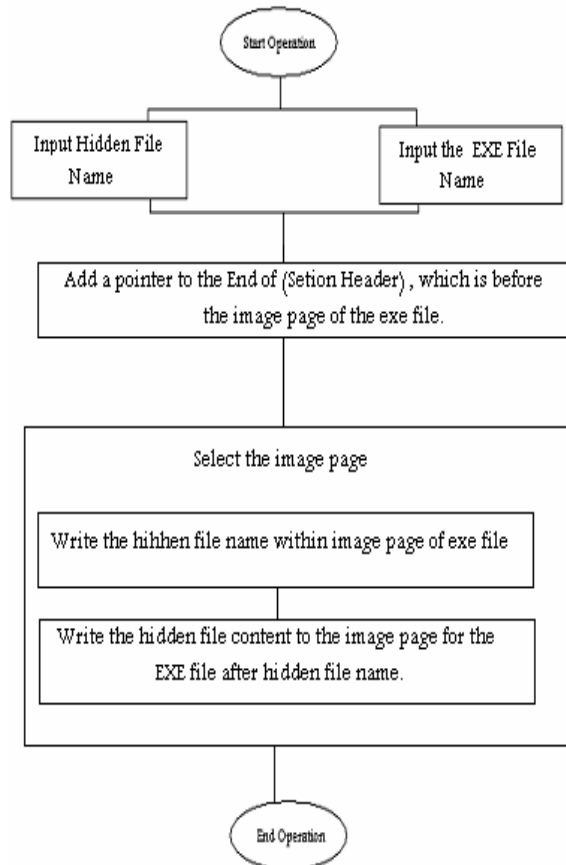 Start Operation
Input Hidden File
Name
Input the EXE File
Name
Add a pointer to the End of (Setion Header) , which is before
the image page of the exe file.
Select the image page
Write the hihhen file name within image page of exe file
Write the hidden file content to the image page for the
EXE file after hidden file name.
End Operation